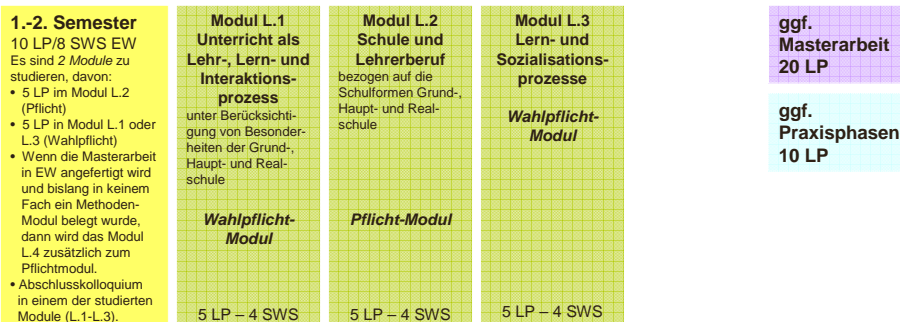 1.-2. Semester
10 LP/8 SWS EW
Es sind 2 Module zu
studieren, davon:
• 5 LP im Modul L.2
(Pflicht)
• 5 LP in Modul L.1 oder
L.3 (Wahlpflicht)
• Wenn die Masterarbeit
in EW angefertigt wird
und bislang in keinem
Fach ein Methoden-
Modul belegt wurde,
dann wird das Modul
L.4 zusätzlich zum
Pflichtmodul.
• Abschlusskolloquium
in einem der studierten
Module (L.1-L.3).
Modul L.1
Unterricht als
Lehr-, Lern- und
Interaktions-
prozess
unter Berücksichti-
gung von Besonder-
heiten der Grund-,
Haupt- und Real-
schule
Wahlpflicht-
Modul
5 LP – 4 SWS
Modul L.2
Schule und
Lehrerberuf
bezogen auf die
Schulformen Grund-,
Haupt- und Real-
schule
Pflicht-Modul
5 LP – 4 SWS
Modul L.3
Lern- und
Sozialisations-
prozesse
Wahlpflicht-
Modul
5 LP – 4 SWS
ggf.
Masterarbeit
20 LP
ggf.
Praxisphasen
10 LP